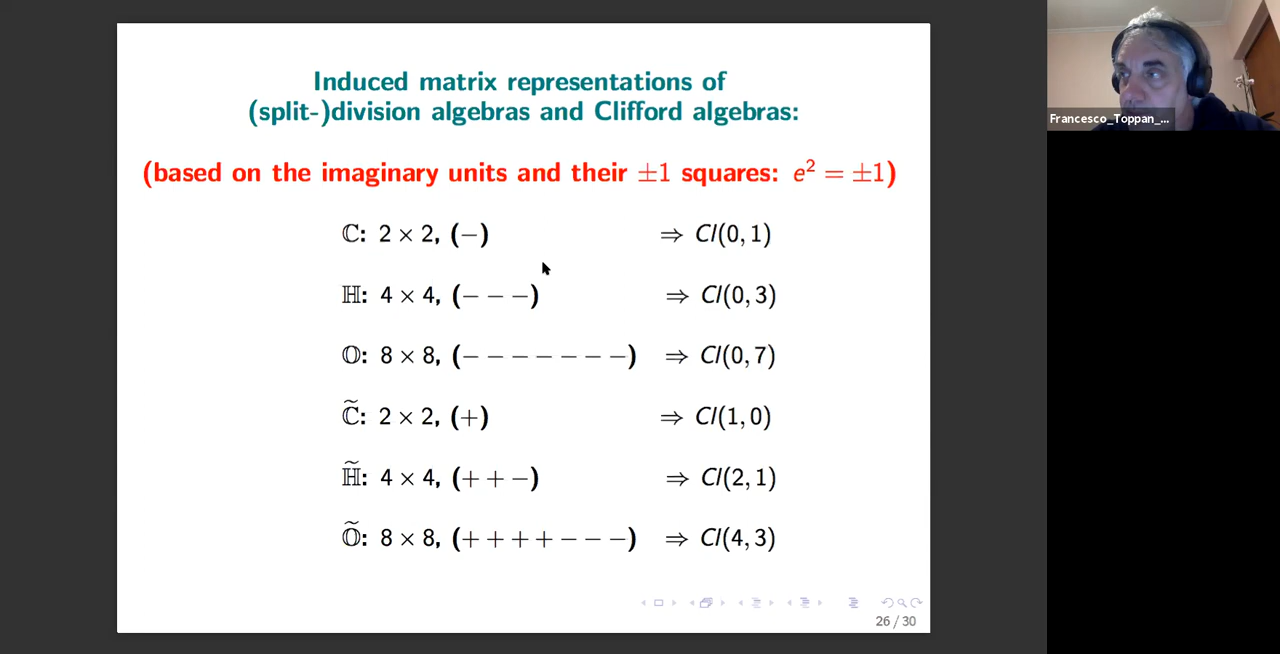 Induced matrix representations of
(split-)division algebras and Clifford algebras:
(based on the imaginary units and their ±1 squares: e² = ±1)
ℂ: 2 × 2, (−) ⇒ Cl(0, 1)
ℍ: 4 × 4, (− − −) ⇒ Cl(0, 3)
𝕆: 8 × 8, (− − − − − − −) ⇒ Cl(0, 7)
ℂ̃: 2 × 2, (+) ⇒ Cl(1, 0)
ℍ̃: 4 × 4, (+ + −) ⇒ Cl(2, 1)
𝕆̃: 8 × 8, (+ + + + − − −) ⇒ Cl(4, 3)
26 / 30
Francesco_Toppan_...